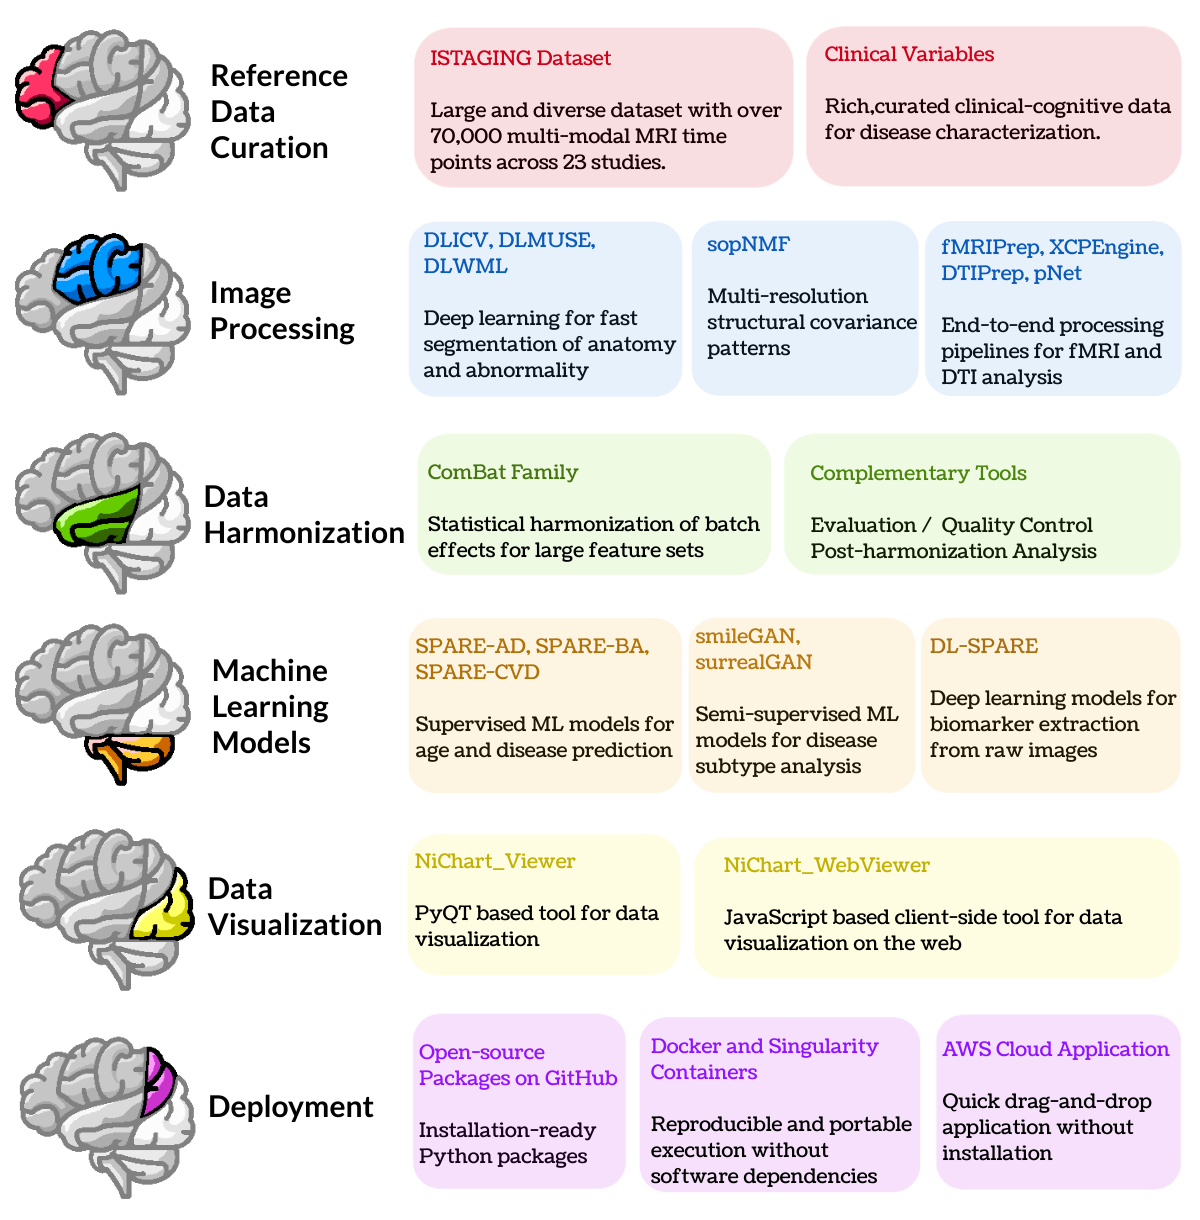 Reference
Data
Curation
ISTAGING Dataset
Large and diverse dataset with over
70,000 multi-modal MRI time
points across 23 studies.
Clinical Variables
Rich,curated clinical-cognitive data
for disease characterization.
Image
Processing
DLICV, DLMUSE,
DLWML
Deep learning for fast
segmentation of anatomy
and abnormality
sopNMF
Multi-resolution
structural covariance
patterns
fMRIPrep, XCPEngine,
DTIPrep, pNet
End-to-end processing
pipelines for fMRI and
DTI analysis
Data
Harmonization
ComBat Family
Statistical harmonization of batch
effects for large feature sets
Complementary Tools
Evaluation / Quality Control
Post-harmonization Analysis
Machine
Learning
Models
SPARE-AD, SPARE-BA,
SPARE-CVD
Supervised ML models for
age and disease prediction
smileGAN,
surrealGAN
Semi-supervised ML
models for disease
subtype analysis
DL-SPARE
Deep learning models for
biomarker extraction
from raw images
Data
Visualization
NiChart_Viewer
PyQT based tool for data
visualization
NiChart_WebViewer
JavaScript based client-side tool for data
visualization on the web
Deployment
Open-source
Packages on GitHub
Installation-ready
Python packages
Docker and Singularity
Containers
Reproducible and portable
execution without
software dependencies
AWS Cloud Application
Quick drag-and-drop
application without
installation